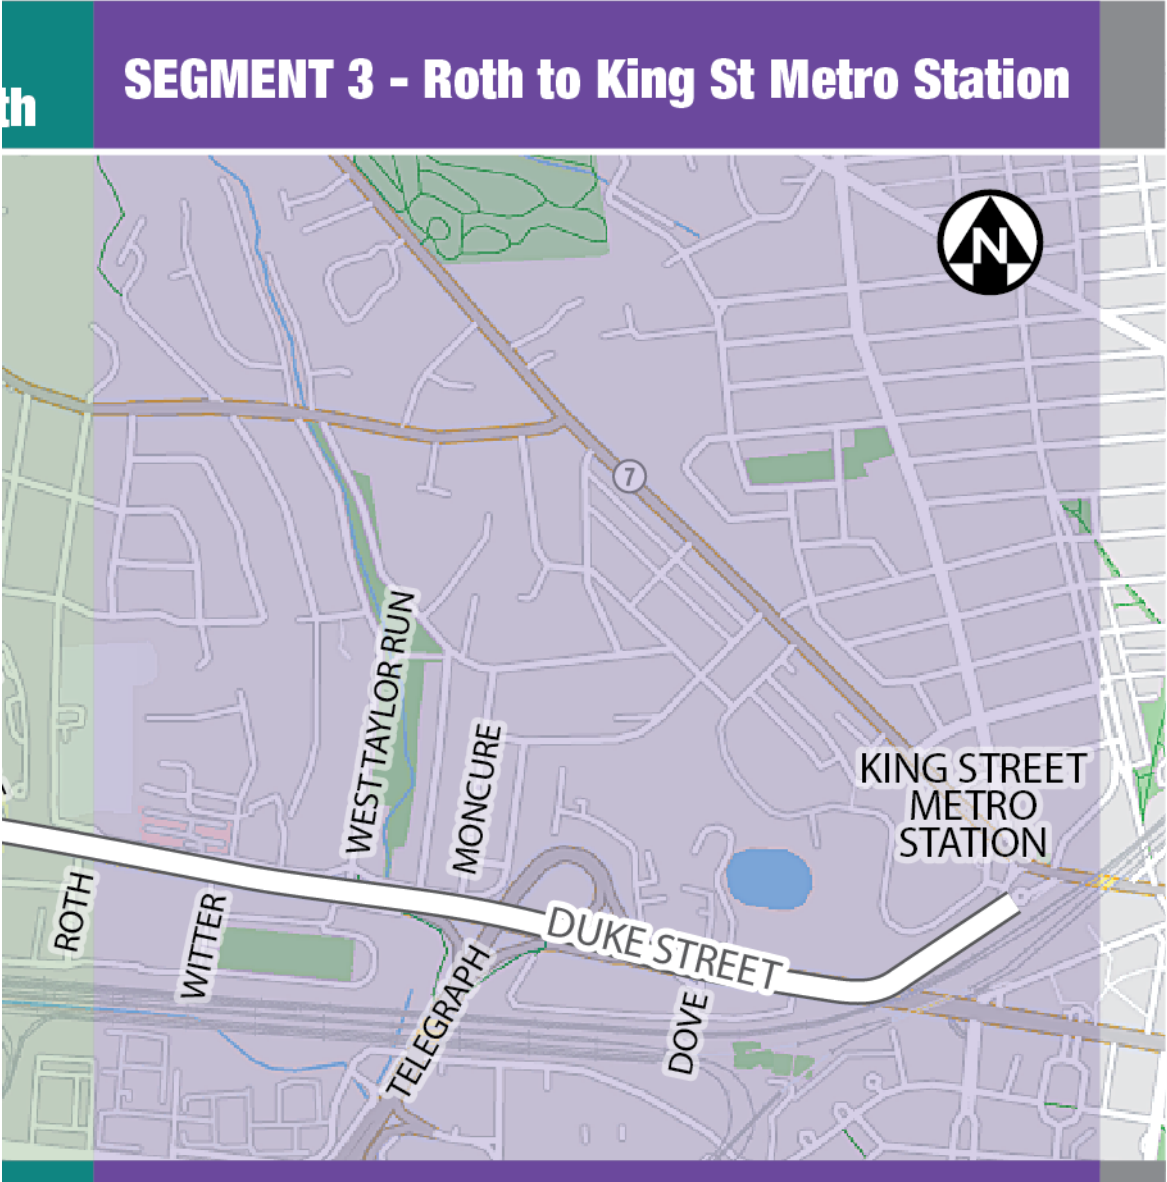 SEGMENT 3 - Roth to King St Metro Station
th
N
7
WEST TAYLOR RUN
MONCURE
KING STREET
METRO
STATION
ROTH
WITTER
DUKE STREET
TELEGRAPH
DOVE